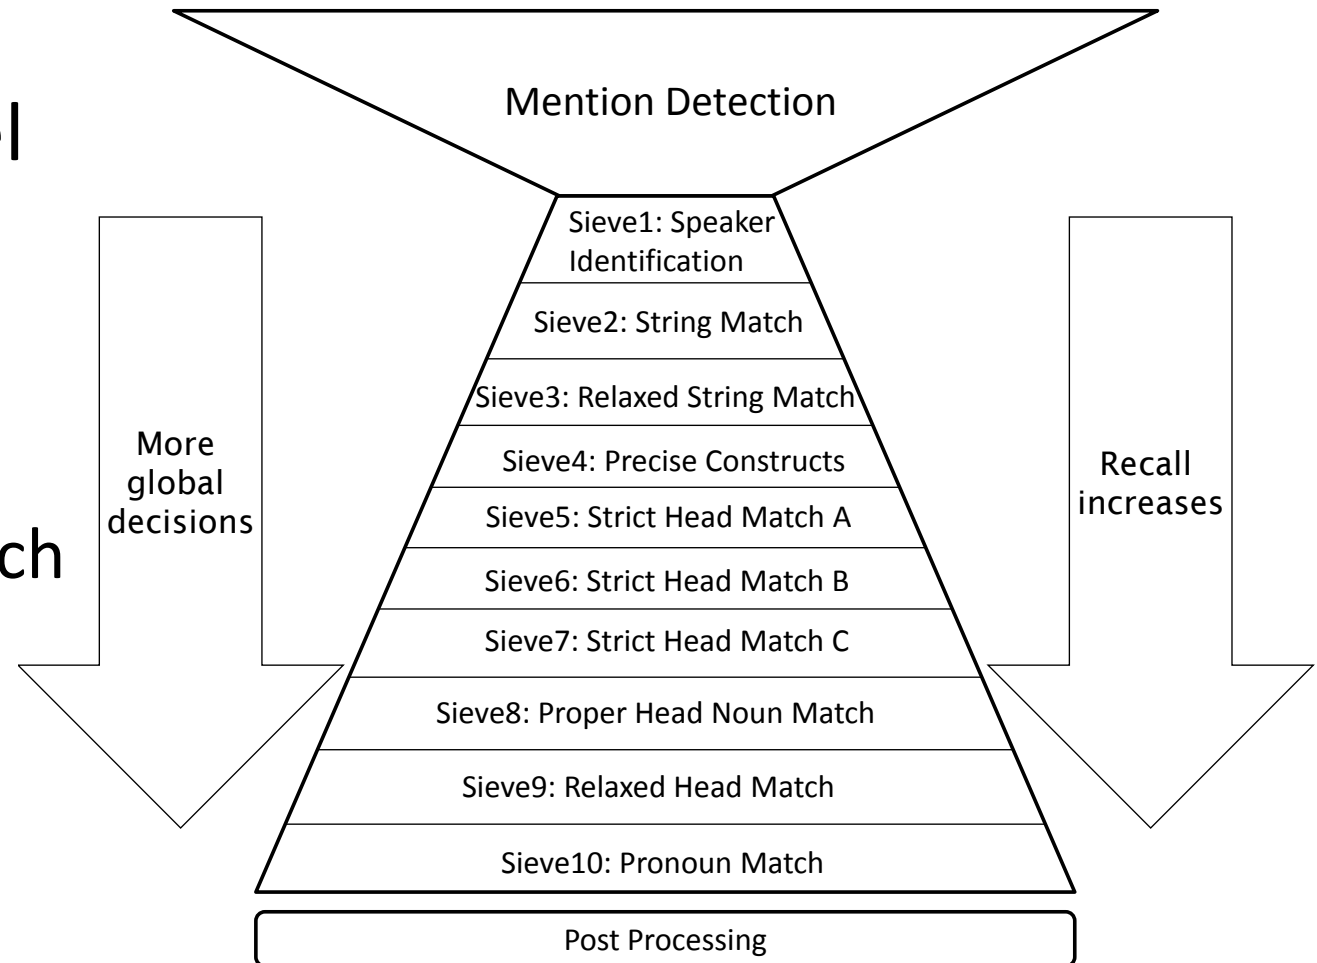 Mention Detection
el
Sieve1: Speaker
Identification
Sieve2: String Match
Sieve3: Relaxed String Match
More
global
decisions
Sieve4: Precise Constructs
Recall
increases
Sieve5: Strict Head Match A
ch
Sieve6: Strict Head Match B
Sieve7: Strict Head Match C
Sieve8: Proper Head Noun Match
Sieve9: Relaxed Head Match
Sieve10: Pronoun Match
Post Processing